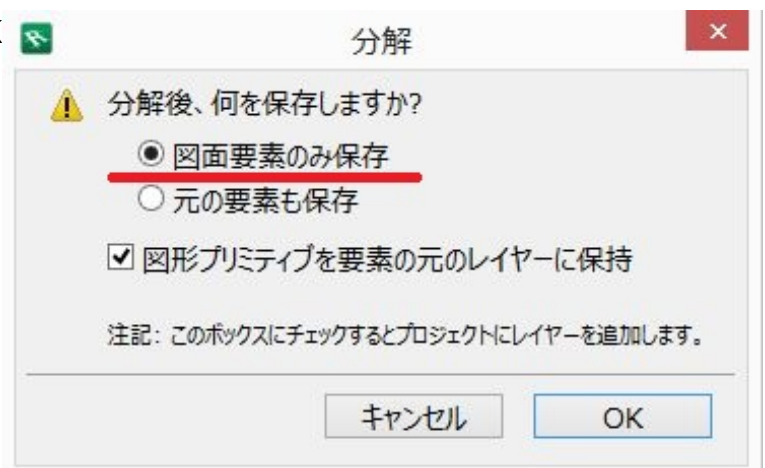 分解
分解後、何を保存しますか?
図面要素のみ保存
元の要素も保存
図形プリミティブを要素の元のレイヤーに保持
注記: このボックスにチェックするとプロジェクトにレイヤーを追加します。
キャンセル
OK